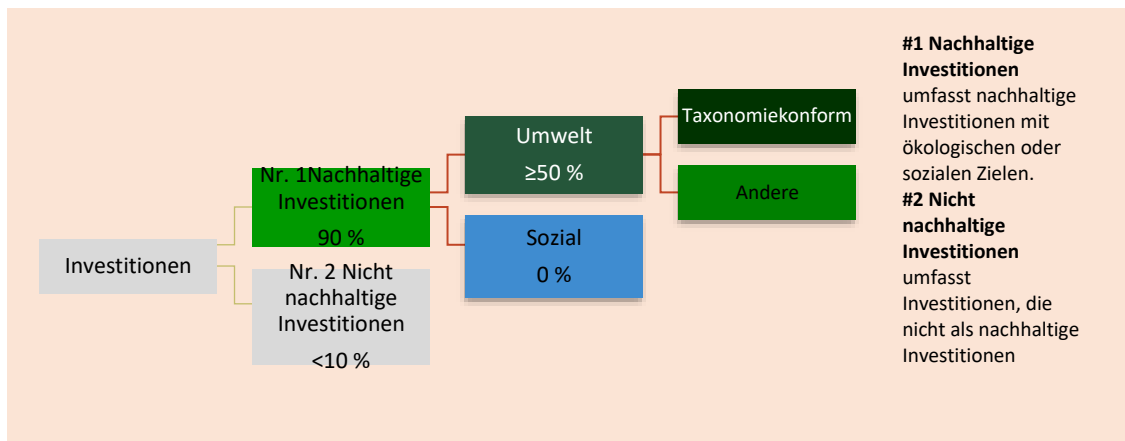 Investitionen
Nr. 1Nachhaltige
Investitionen
90 %
Nr. 2 Nicht
nachhaltige
Investitionen
<10 %
Umwelt
≥50 %
Sozial
0 %
Taxonomiekonform
Andere
#1 Nachhaltige
Investitionen
umfasst nachhaltige
Investitionen mit
ökologischen oder
sozialen Zielen.
#2 Nicht
nachhaltige
Investitionen
umfasst
Investitionen, die
nicht als nachhaltige
Investitionen